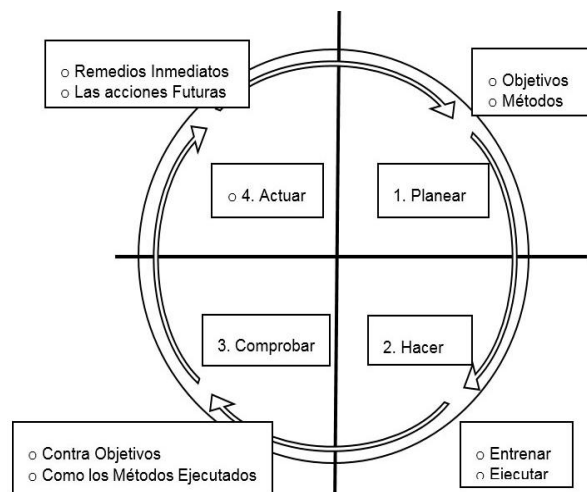 o Remedios Inmediatos
o Las acciones Futuras
o Objetivos
o Métodos
o 4. Actuar
1. Planear
3. Comprobar
2. Hacer
o Contra Objetivos
o Como los Métodos Ejecutados
o Entrenar
o Ejecutar